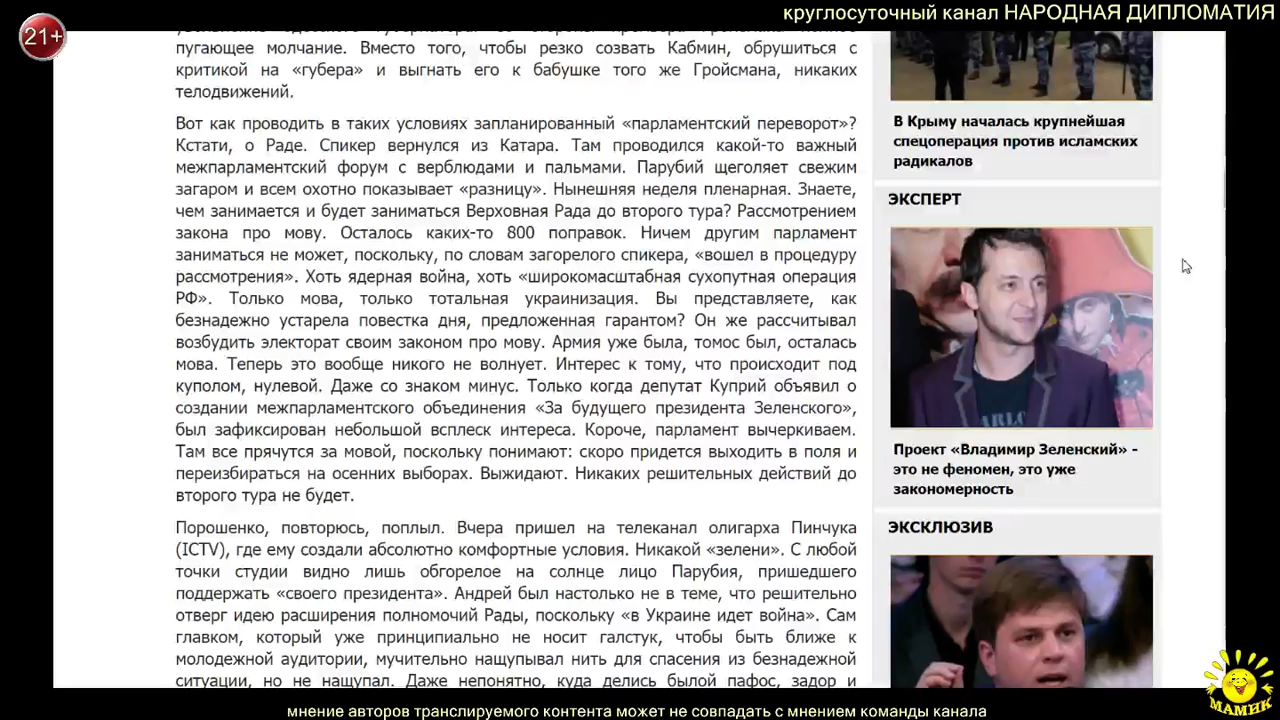 круглосуточный канал НАРОДНАЯ ДИПЛОМАТИЯ
21+
пугающее молчание. Вместо того, чтобы резко созвать Кабмин, обрушиться с
критикой на «губера» и выгнать его к бабушке того же Гройсмана, никаких
телодвижений.
Вот как проводить в таких условиях запланированный «парламентский переворот»?
Кстати, о Раде. Спикер вернулся из Катара. Там проводился какой-то важный
межпарламентский форум с верблюдами и пальмами. Парубий щеголяет свежим
загаром и всем охотно показывает «разницу». Нынешняя неделя пленарная. Знаете,
чем занимается и будет заниматься Верховная Рада до второго тура? Рассмотрением
закона про мову. Осталось каких-то 800 поправок. Ничем другим парламент
заниматься не может, поскольку, по словам загорелого спикера, «вошел в процедуру
рассмотрения». Хоть ядерная война, хоть «широкомасштабная сухопутная операция
РФ». Только мова, только тотальная украинизация. Вы представляете, как
безнадежно устарела повестка дня, предложенная гарантом? Он же рассчитывал
возбудить электорат своим законом про мову. Армия уже была, томос был, осталась
мова. Теперь это вообще никого не волнует. Интерес к тому, что происходит под
куполом, нулевой. Даже со знаком минус. Только когда депутат Куприй объявил о
создании межпарламентского объединения «За будущего президента Зеленского»,
был зафиксирован небольшой всплеск интереса. Короче, парламент вычеркиваем.
Там все прячутся за мовой, поскольку понимают: скоро придется выходить в поля и
переизбираться на осенних выборах. Выжидают. Никаких решительных действий до
второго тура не будет.
Порошенко, повторюсь, поплыл. Вчера пришел на телеканал олигарха Пинчука
(ICTV), где ему создали абсолютно комфортные условия. Никакой «зелени». С любой
точки студии видно лишь обгорелое на солнце лицо Парубия, пришедшего
поддержать «своего президента». Андрей был настолько не в теме, что решительно
отверг идею расширения полномочий Рады, поскольку «в Украине идет война». Сам
главком, который уже принципиально не носит галстук, чтобы быть ближе к
молодежной аудитории, мучительно нащупывал нить для спасения из безнадежной
ситуации, но не нащупал. Даже непонятно, куда делись былой пафос, задор и
В Крыму началась крупнейшая
спецоперация против исламских
радикалов
ЭКСПЕРТ
Проект «Владимир Зеленский» -
это не феномен, это уже
закономерность
ЭКСКЛЮЗИВ
МАМИК
мнение авторов транслируемого контента может не совпадать с мнением команды канала